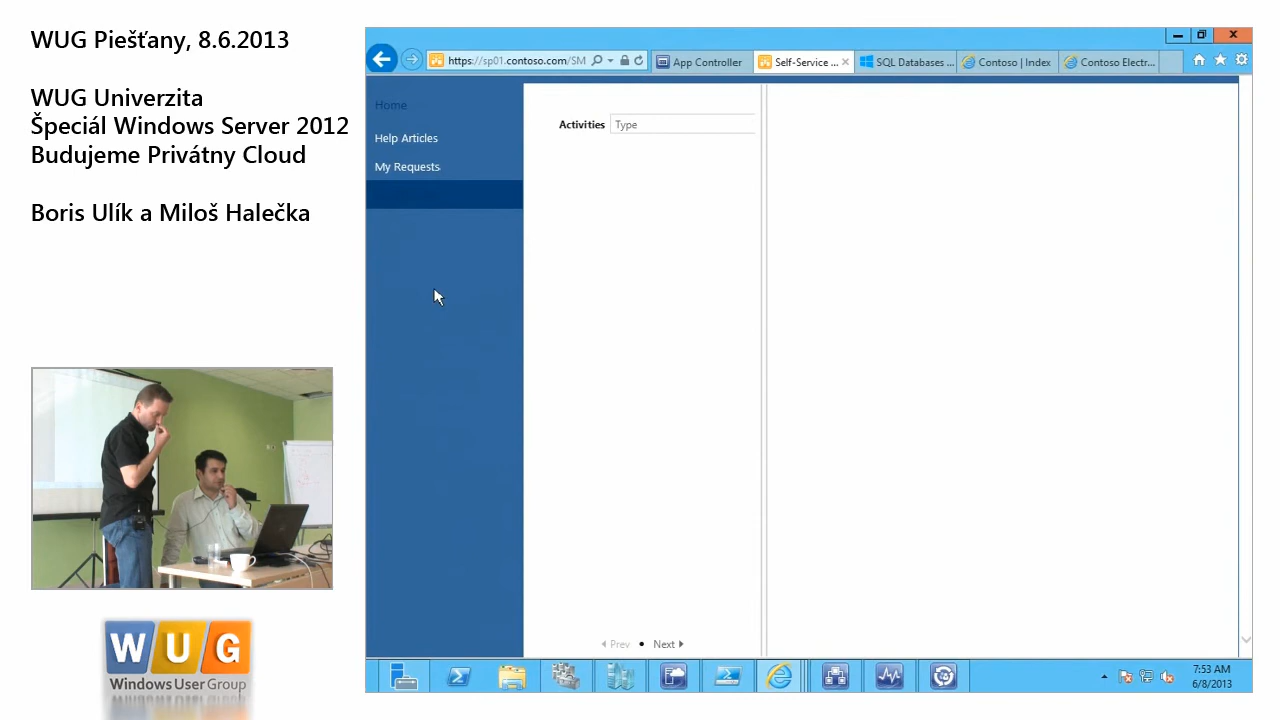 WUG Piešťany, 8.6.2013
WUG Univerzita
Špeciál Windows Server 2012
Budujeme Privátny Cloud
Boris Ulík a Miloš Halečka
WUG
Windows User Group
https://sp01.contoso.com/SM
App Controller
Self-Service ...
SQL Databases ...
Contoso | Index
Contoso Electr...
Home
Help Articles
My Requests
Activities
Type
Prev
Next
7:53 AM
6/8/2013